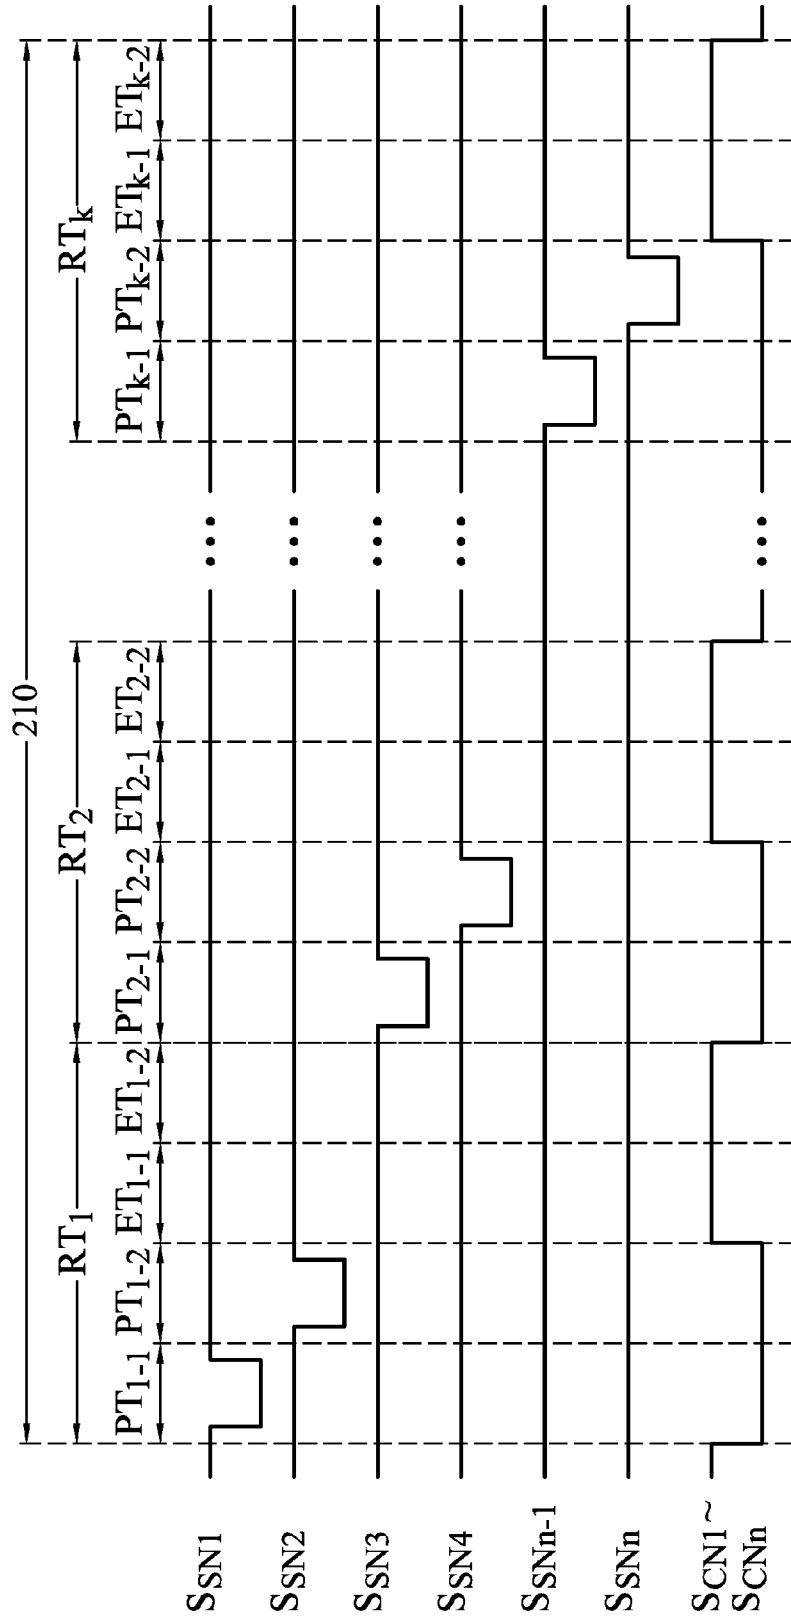 210
RT1 RT2 RTk
PT1-1 PT1-2 ET1-1 ET1-2 PT2-1 PT2-2 ET2-1 ET2-2 PTk-1 PTk-2 ETk-1 ETk-2
SSN1
SSN2
SSN3
SSN4
SSNn-1
SSNn
SCN1~
SCNn